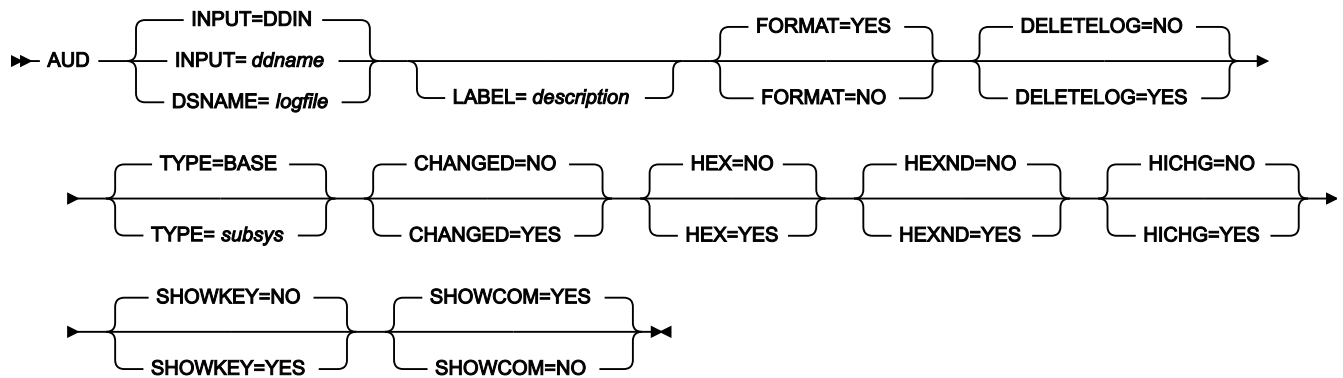 INPUT=DDIN FORMAT=YES DELETELOG=NO
AUD INPUT= ddname
DSNAME= logfile LABEL= description FORMAT=NO DELETELOG=YES
TYPE=BASE CHANGED=NO HEX=NO HEXND=NO HICHG=NO
TYPE= subsys CHANGED=YES HEX=YES HEXND=YES HICHG=YES
SHOWKEY=NO SHOWCOM=YES
SHOWKEY=YES SHOWCOM=NO